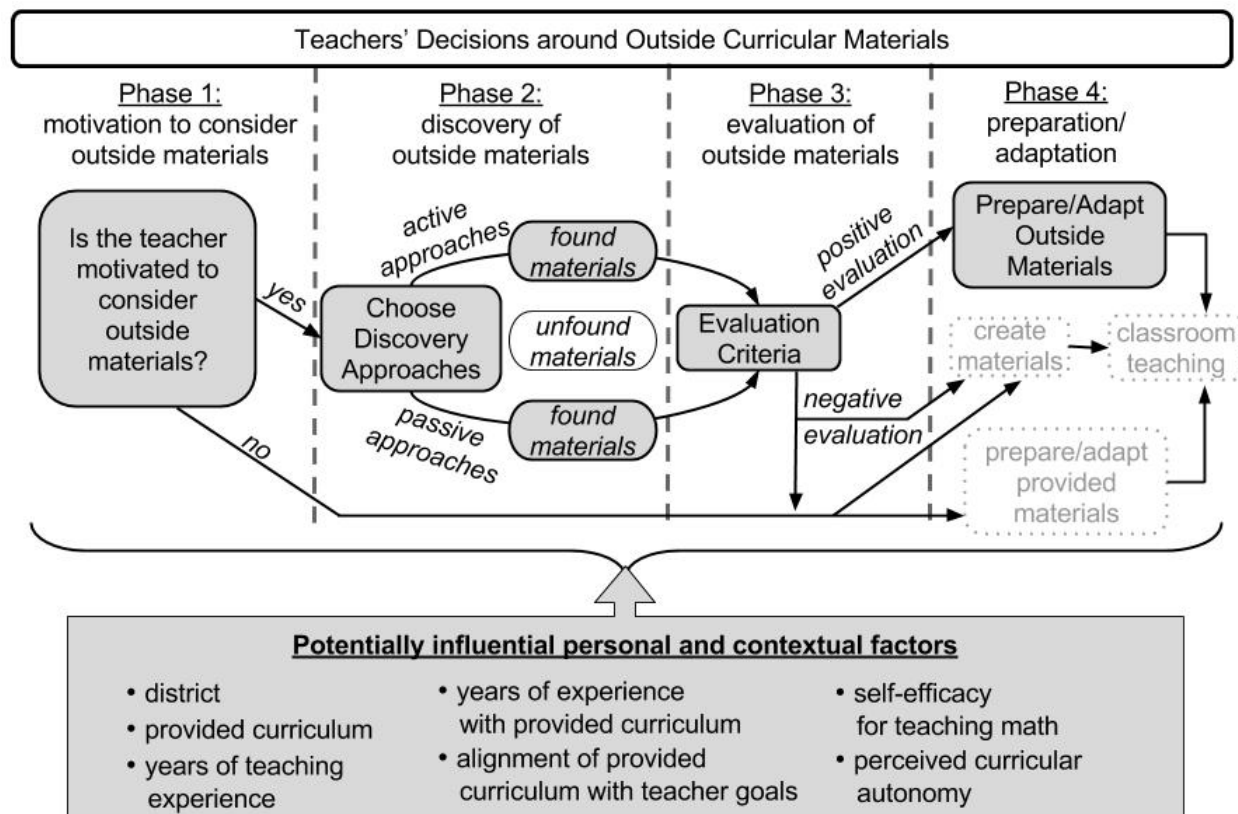 Teachers’ Decisions around Outside Curricular Materials
Phase 1:
motivation to consider
outside materials
Phase 2:
discovery of
outside materials
Phase 3:
evaluation of
outside materials
Phase 4:
preparation/
adaptation
Is the teacher
motivated to
consider
outside
materials?
yes
no
Choose
Discovery
Approaches
active
approaches
found
materials
unfound
materials
passive
approaches
found
materials
Evaluation
Criteria
positive
evaluation
negative
evaluation
Prepare/Adapt
Outside
Materials
create
materials
classroom
teaching
prepare/adapt
provided
materials
Potentially influential personal and contextual factors
• district
• provided curriculum
• years of teaching
experience
• years of experience
with provided curriculum
• alignment of provided
curriculum with teacher goals
• self-efficacy
for teaching math
• perceived curricular
autonomy